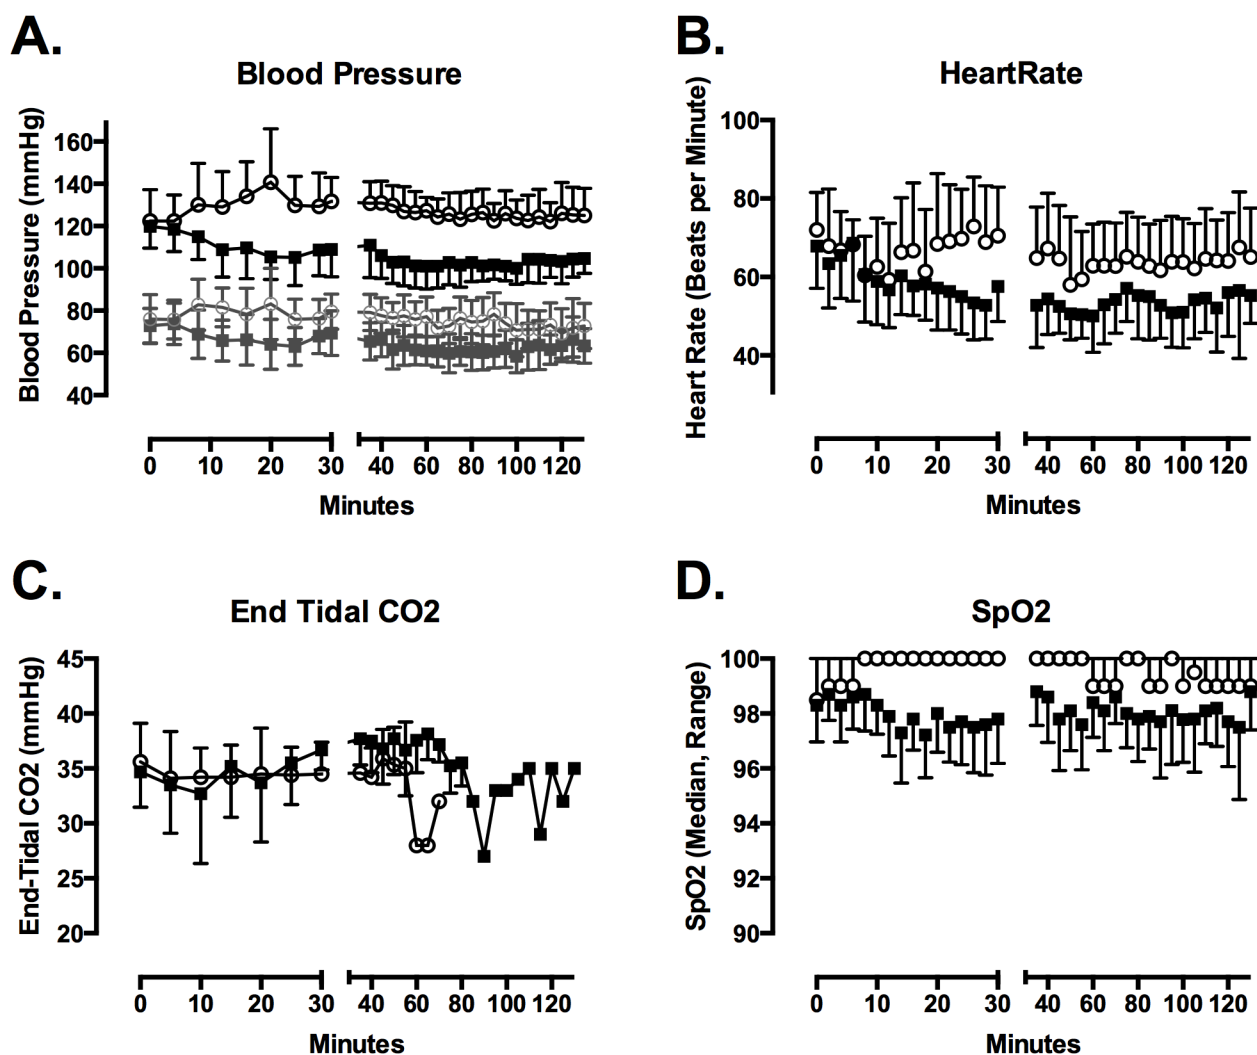 A.
Blood Pressure
Blood Pressure (mmHg)
160
140
120
100
80
60
40
0 10 20 30 40 60 80 100 120
Minutes
B.
HeartRate
Heart Rate (Beats per Minute)
100
80
60
40
0 10 20 30 40 60 80 100 120
Minutes
C.
End Tidal CO2
End-Tidal CO2 (mmHg)
45
40
35
30
25
20
0 10 20 30 40 60 80 100 120
Minutes
D.
SpO2
SpO2 (Median, Range)
100
98
96
94
92
90
0 10 20 30 40 60 80 100 120
Minutes